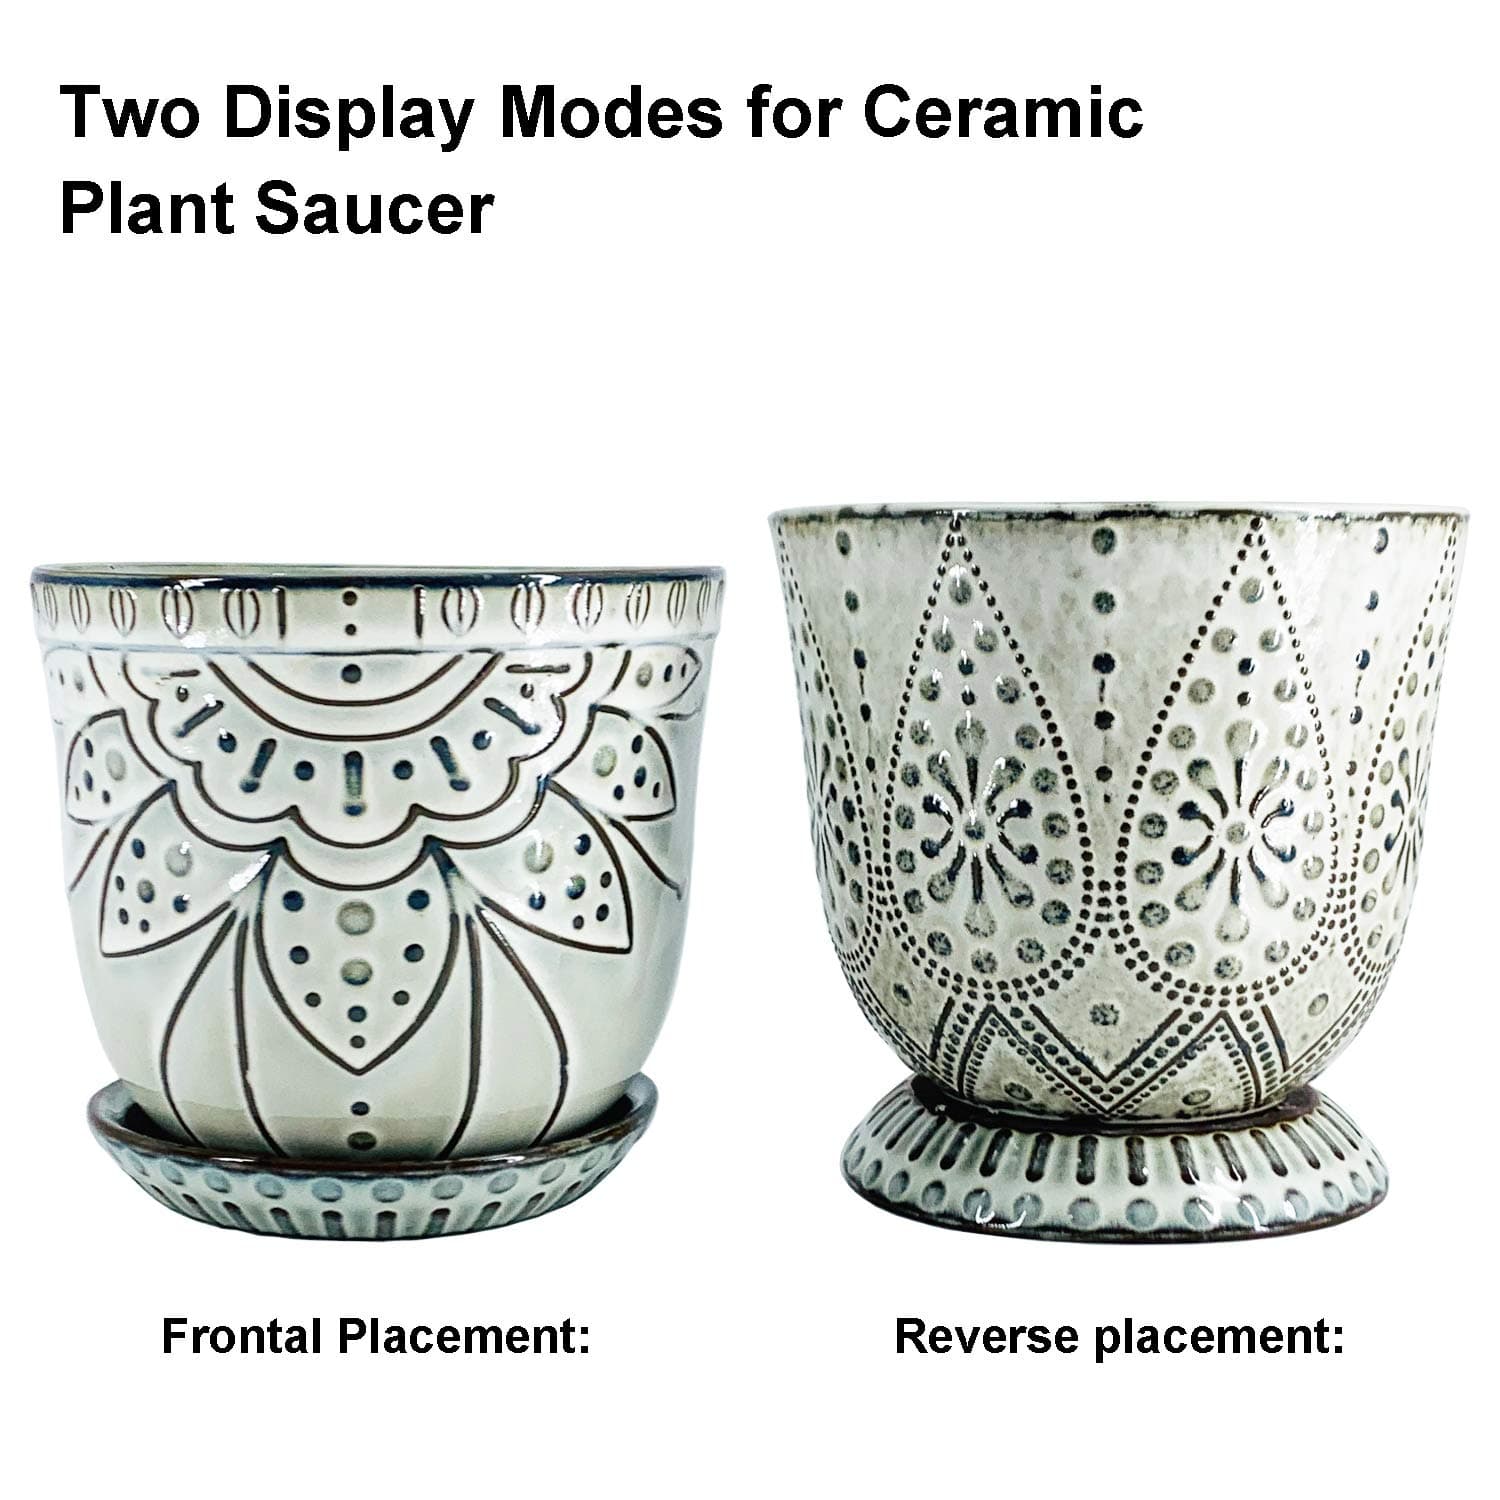 Two Display Modes for Ceramic
Plant Saucer
Frontal Placement:
Reverse placement: